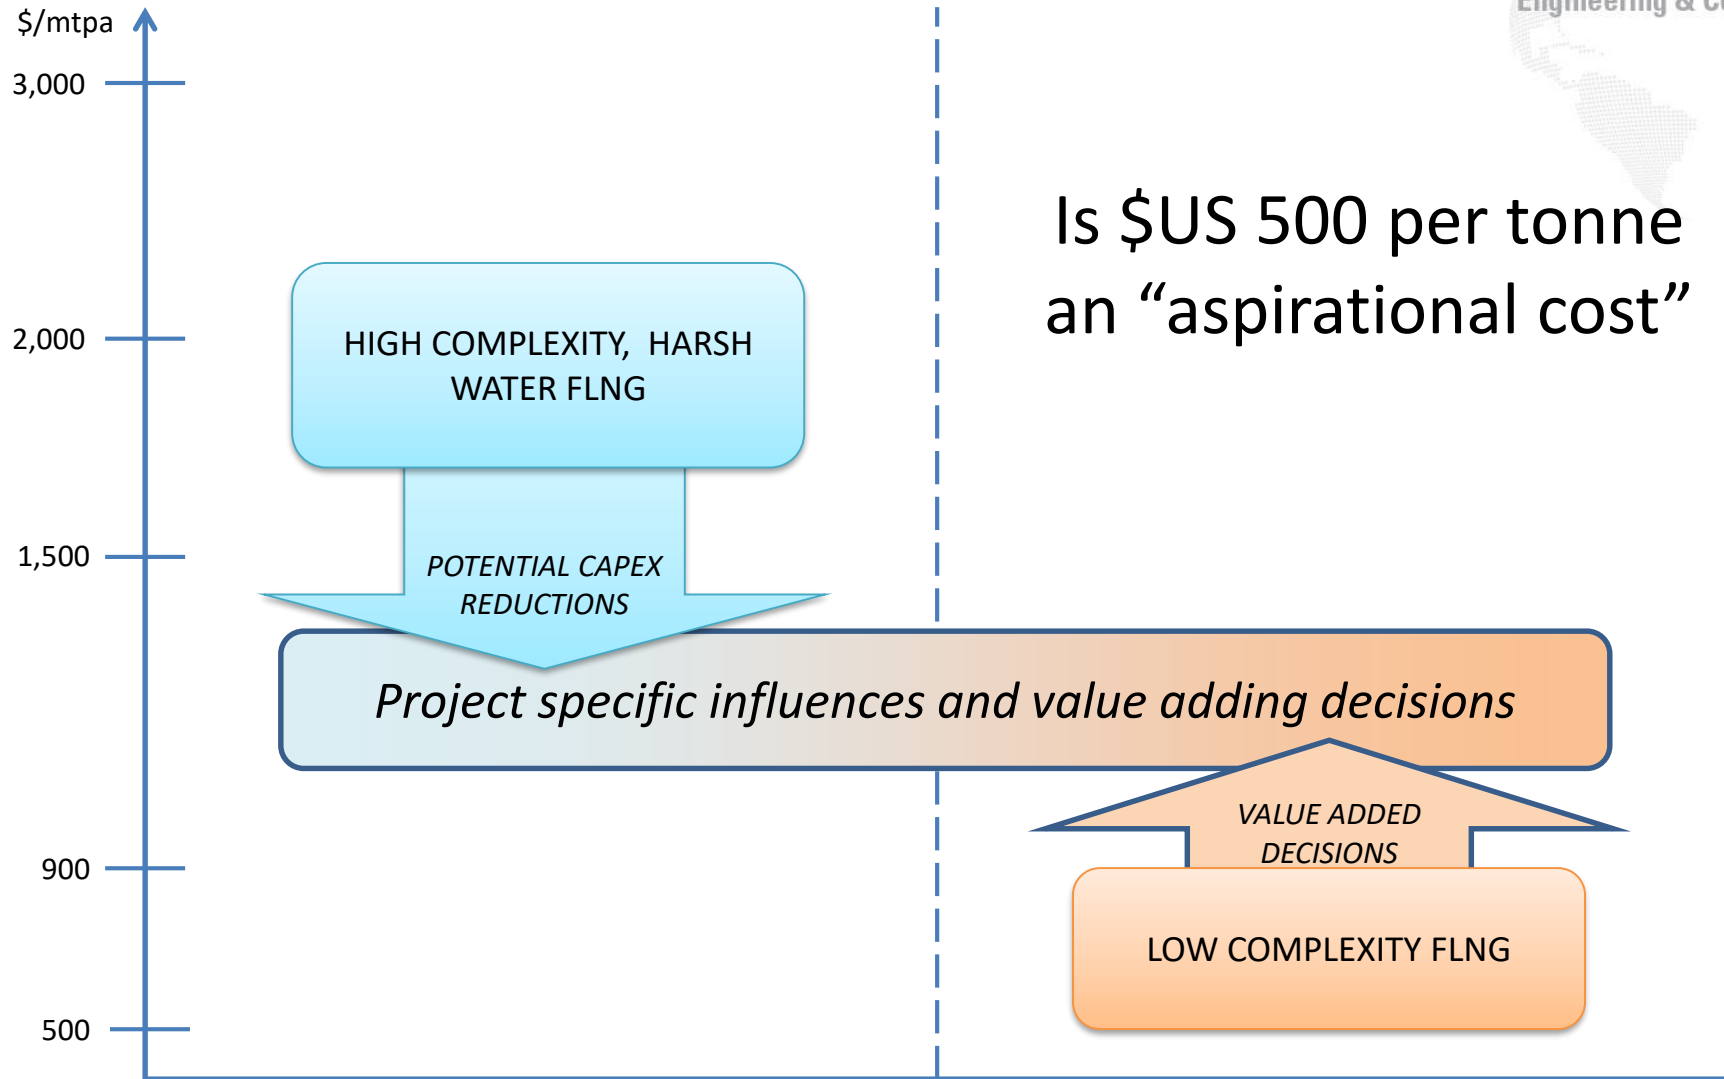 Engineering &
$/mtpa
3,000
Is $US 500 per tonne
an “aspirational cost”
2,000
HIGH COMPLEXITY, HARSH
WATER FLNG
1,500
POTENTIAL CAPEX
REDUCTIONS
Project specific influences and value adding decisions
VALUE ADDED
DECISIONS
900
LOW COMPLEXITY FLNG
500